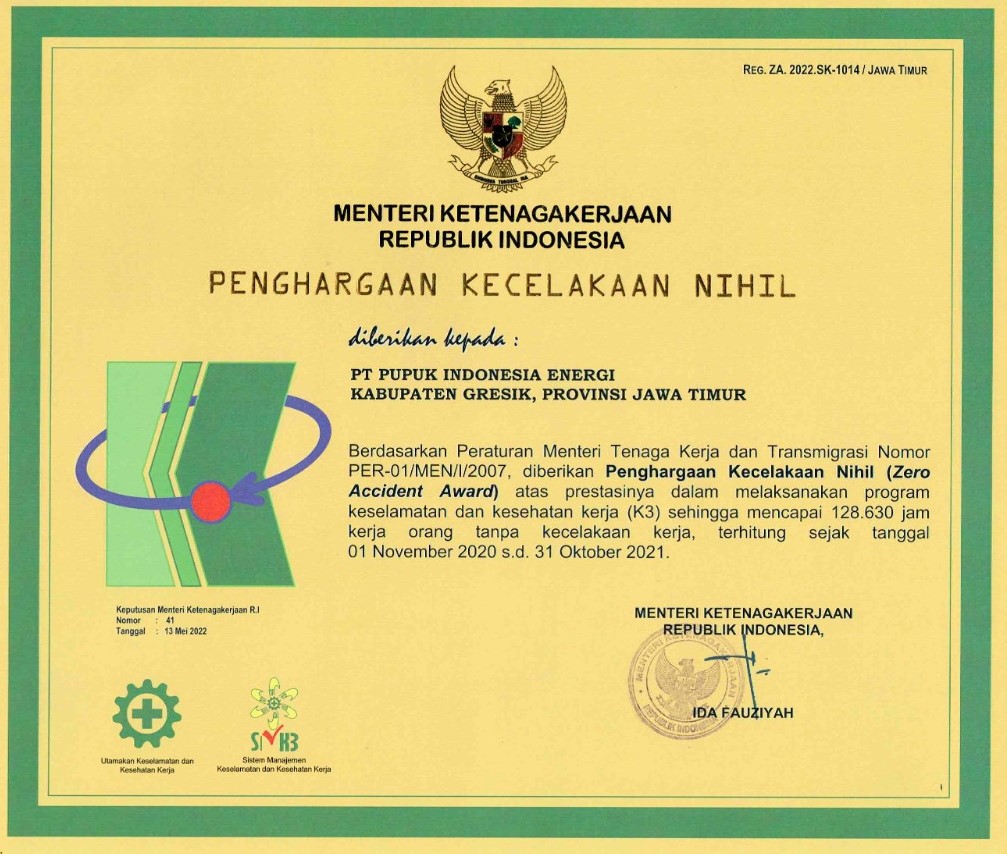 REG. ZA. 2022.SK-1014 / JAWA TIMUR
MENTERI KETENAGAKERJAAN
REPUBLIK INDONESIA
PENGHARGAAN KECELAKAAN NIHIL
diberikan kepada :
PT PUPUK INDONESIA ENERGI
KABUPATEN GRESIK, PROVINSI JAWA TIMUR
Berdasarkan Peraturan Menteri Tenaga Kerja dan Transmigrasi Nomor
PER-01/MEN/I/2007, diberikan Penghargaan Kecelakaan Nihil (Zero
Accident Award) atas prestasinya dalam melaksanakan program
keselamatan dan kesehatan kerja (K3) sehingga mencapai 128.630 jam
kerja orang tanpa kecelakaan kerja, terhitung sejak tanggal
01 November 2020 s.d. 31 Oktober 2021.
Keputusan Menteri Ketenagakerjaan R.I
Nomor : 41
Tanggal : 13 Mei 2022
MENTERI KETENAGAKERJAAN
REPUBLIK INDONESIA,
MENTERI KETENAGAKERJAAN
REPUBLIK INDONESIA
IDA FAUZIYAH
Utamakan Keselamatan dan
Kesehatan Kerja
SMK3
Sistem Manajemen
Keselamatan dan Kesehatan Kerja